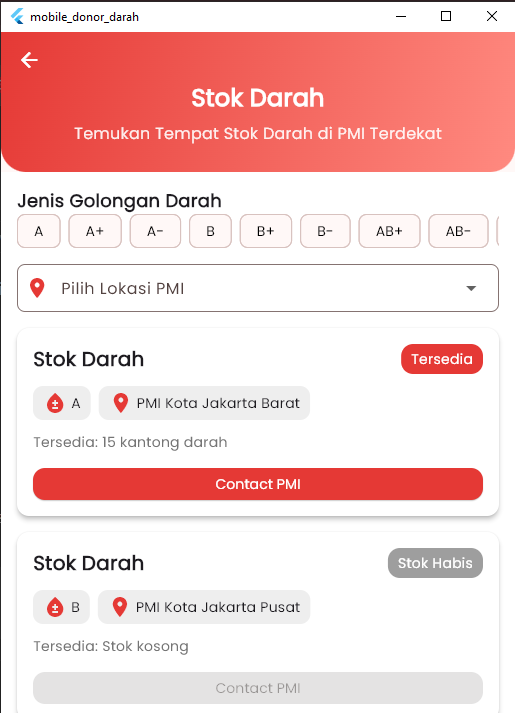 mobile_donor_darah
Stok Darah
Temukan Tempat Stok Darah di PMI Terdekat
Jenis Golongan Darah
A A+ A- B B+ B- AB+ AB-
Pilih Lokasi PMI
Stok Darah Tersedia
A PMI Kota Jakarta Barat
Tersedia: 15 kantong darah
Contact PMI
Stok Darah Stok Habis
B PMI Kota Jakarta Pusat
Tersedia: Stok kosong
Contact PMI